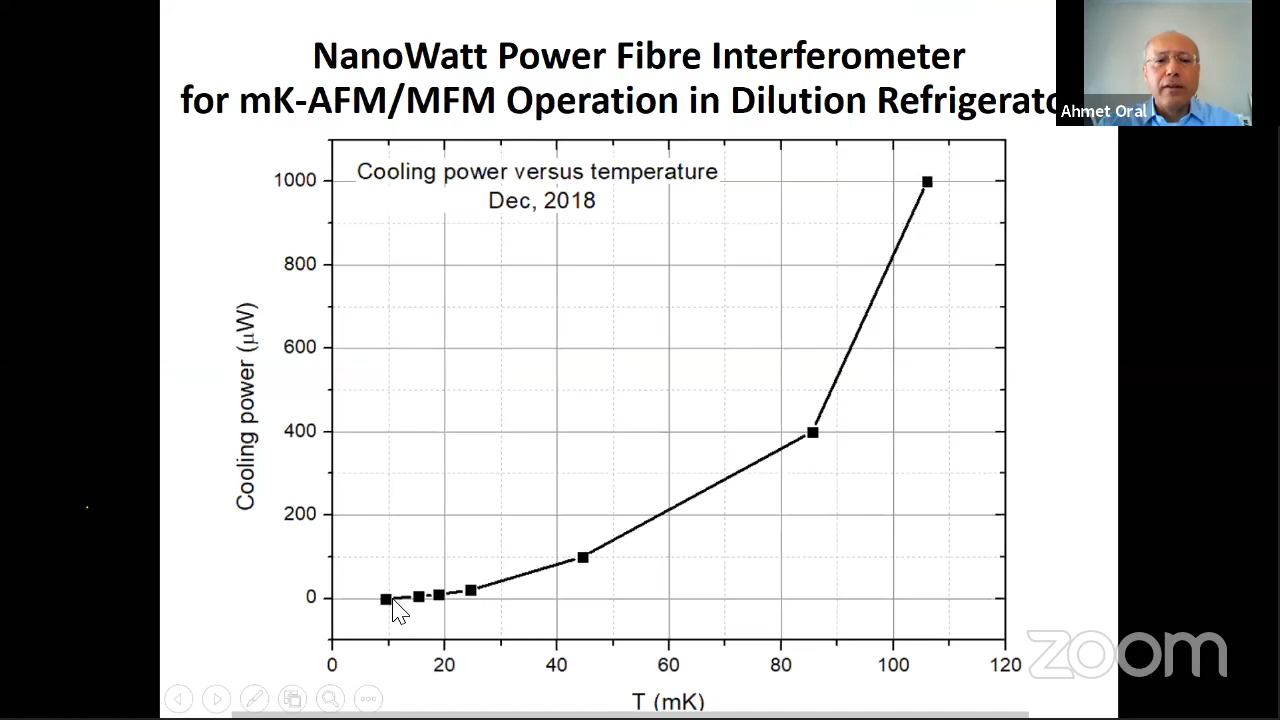 NanoWatt Power Fibre Interferometer
for mK-AFM/MFM Operation in Dilution Refrigerato
Ahmet Oral
Cooling power versus temperature
Dec, 2018
1000
800
600
400
200
0
Cooling power (μW)
0 20 40 60 80 100 120
T (mK)
zoom